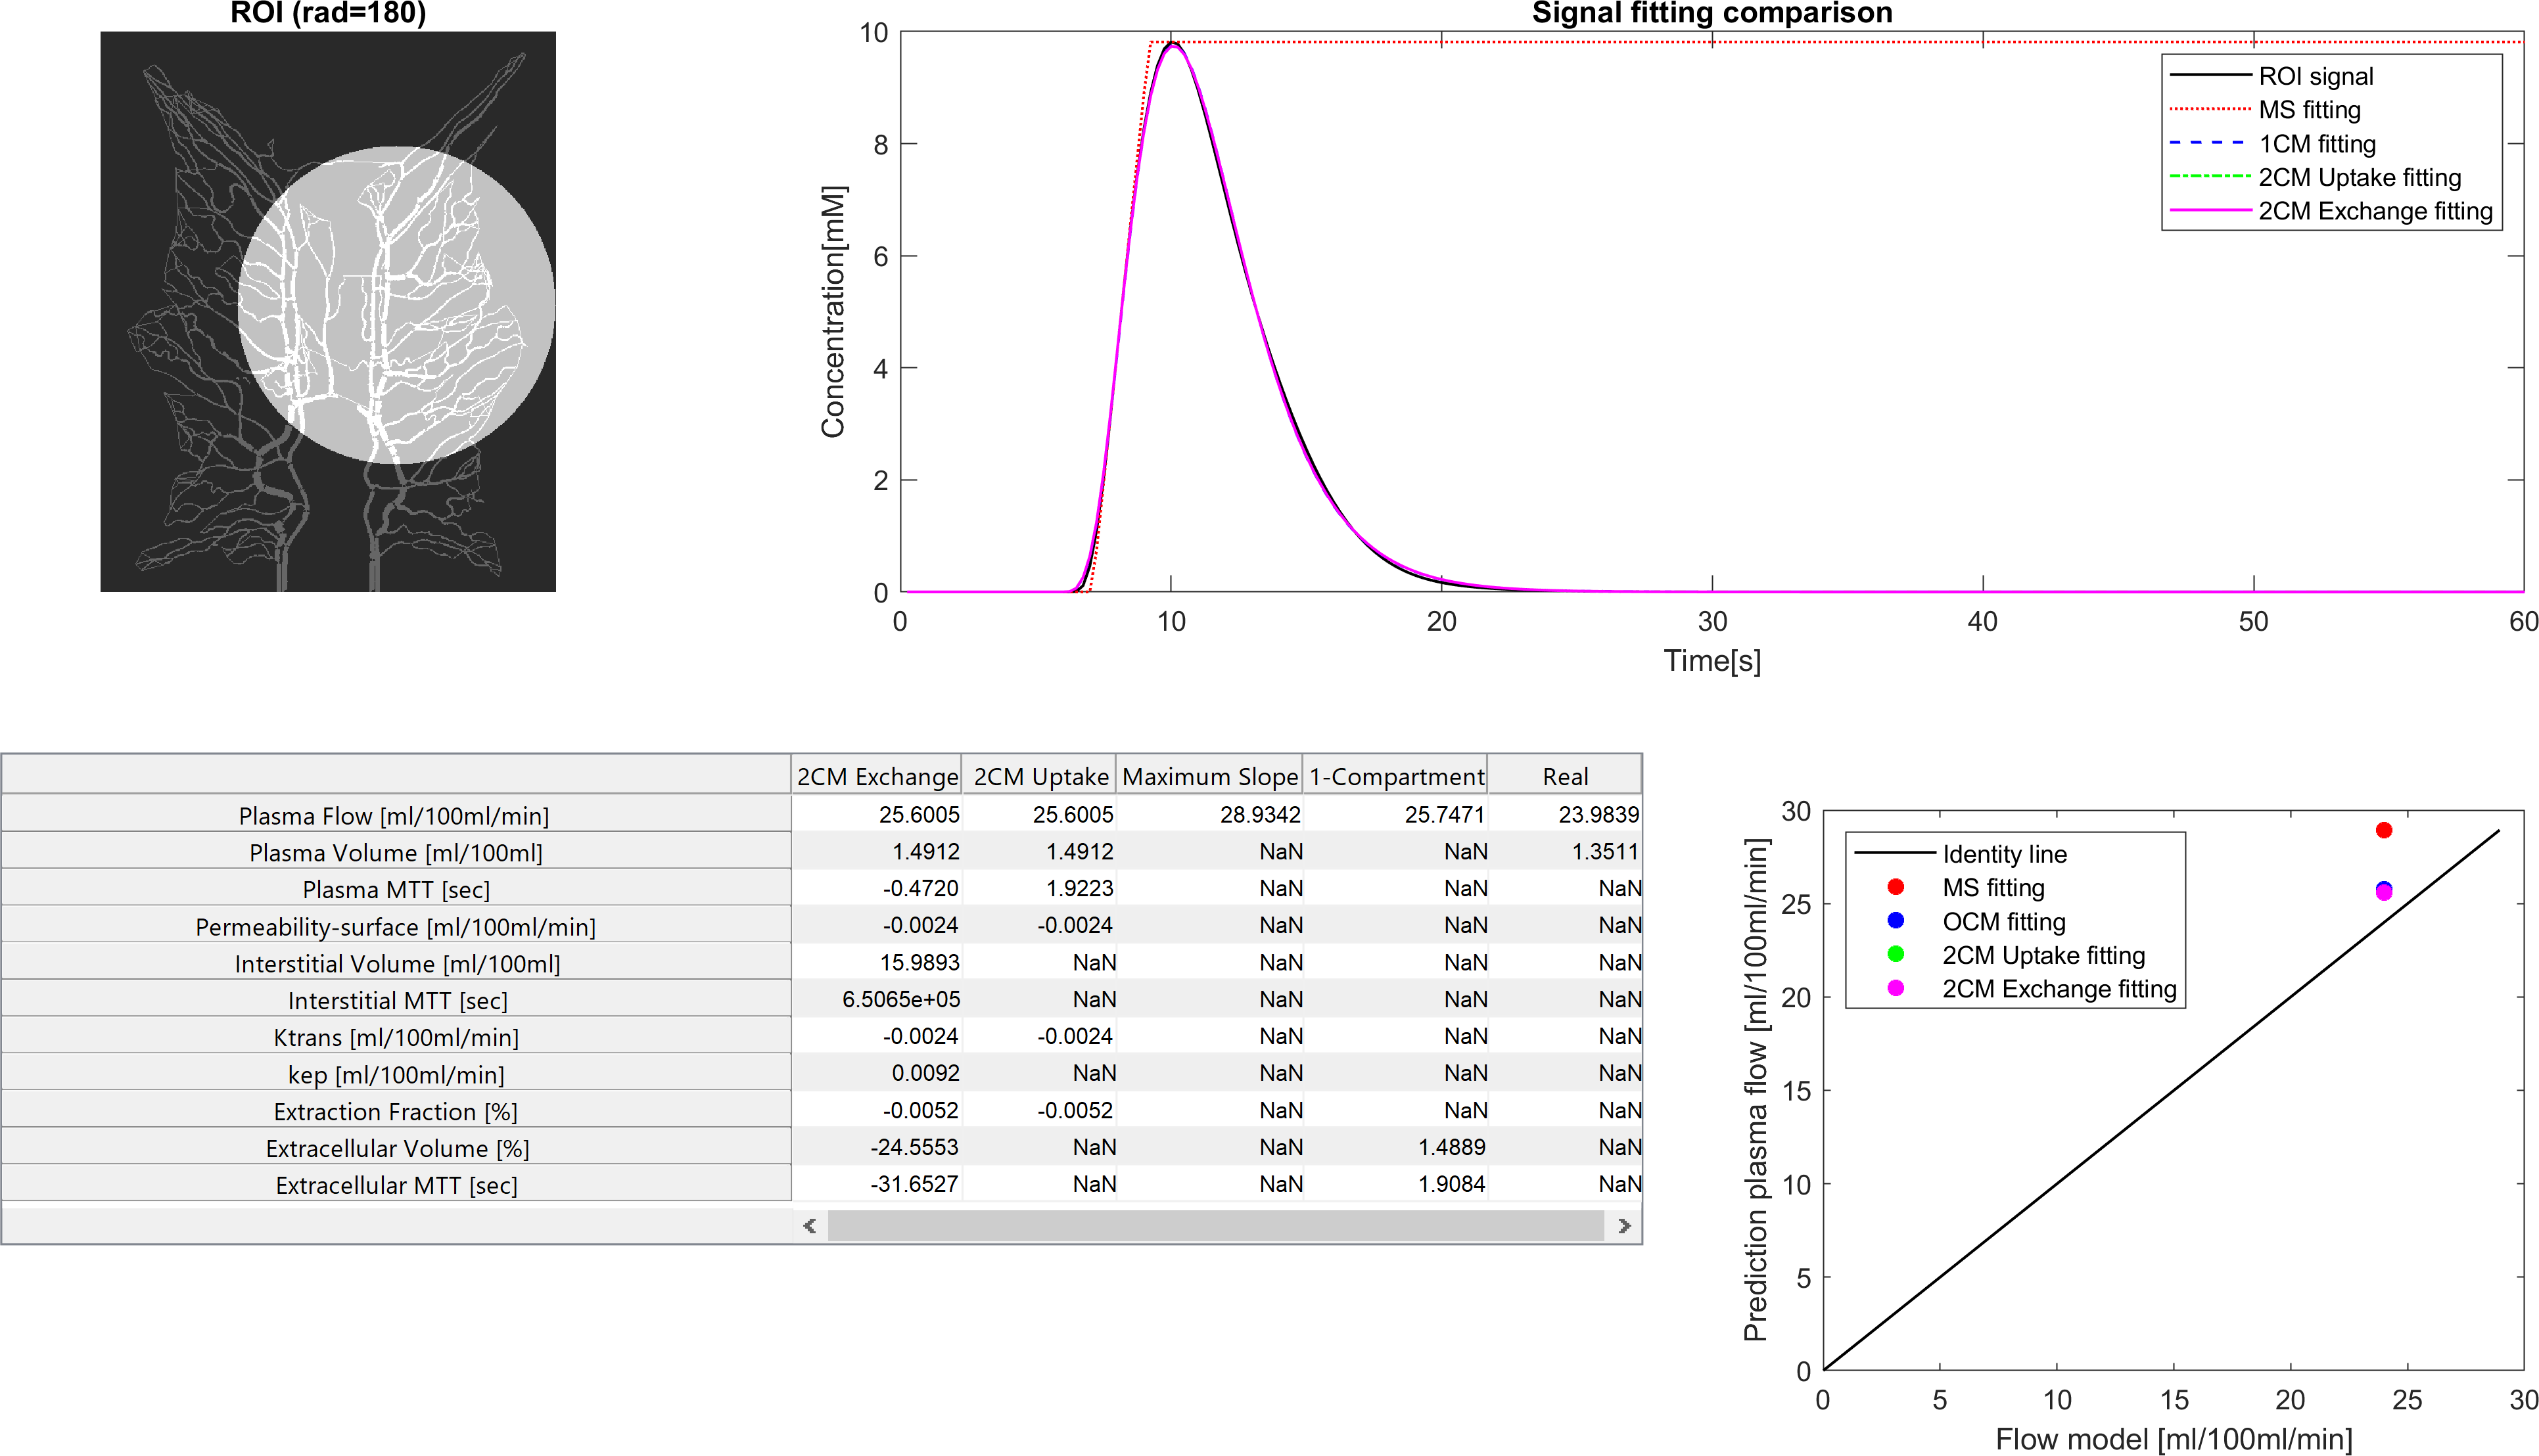 ROI (rad=180)
Signal fitting comparison
Concentration[mM]
10
8
6
4
2
0
0 10 20 30 40 50 60
Time[s]
ROI signal
MS fitting
1CM fitting
2CM Uptake fitting
2CM Exchange fitting
2CM Exchange 2CM Uptake Maximum Slope 1-Compartment Real
Plasma Flow [ml/100ml/min] 25.6005 25.6005 28.9342 25.7471 23.9839
Plasma Volume [ml/100ml] 1.4912 1.4912 NaN NaN 1.3511
Plasma MTT [sec] -0.4720 1.9223 NaN NaN NaN
Permeability-surface [ml/100ml/min] -0.0024 -0.0024 NaN NaN NaN
Interstitial Volume [ml/100ml] 15.9893 NaN NaN NaN NaN
Interstitial MTT [sec] 6.5065e+05 NaN NaN NaN NaN
Ktrans [ml/100ml/min] -0.0024 -0.0024 NaN NaN NaN
kep [ml/100ml/min] 0.0092 NaN NaN NaN NaN
Extraction Fraction [%] -0.0052 -0.0052 NaN NaN NaN
Extracellular Volume [%] -24.5553 NaN NaN 1.4889 NaN
Extracellular MTT [sec] -31.6527 NaN NaN 1.9084 NaN
Prediction plasma flow [ml/100ml/min]
30
25
20
15
10
5
0
Identity line
MS fitting
OCM fitting
2CM Uptake fitting
2CM Exchange fitting
0 5 10 15 20 25 30
Flow model [ml/100ml/min]